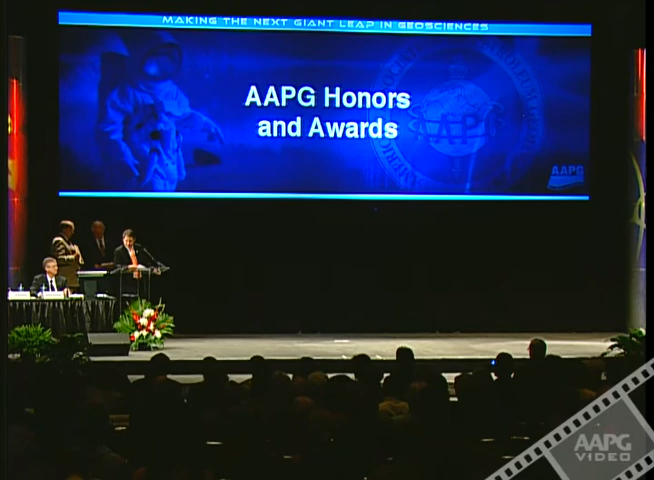 MAKING THE NEXT GIANT LEAP IN GEOSCIENCES
AAPG Honors
and Awards
AAPG
AAPG
VIDEO